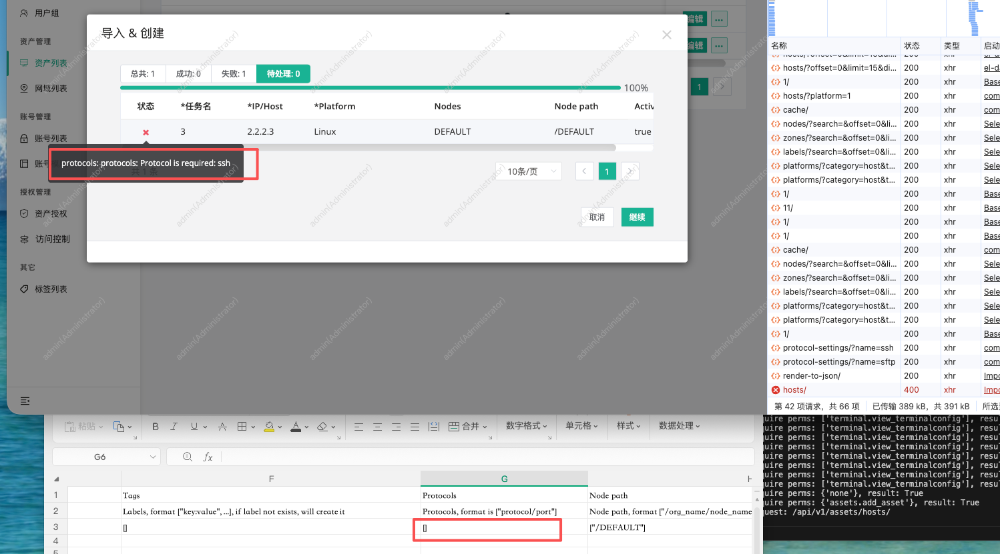 用户组
资产管理
资产列表
网域列表
账号管理
账号列表
授权管理
资产授权
访问控制
其它
标签列表
编辑
...
编辑
...
1
导入 & 创建
总共: 1
成功: 0
失败: 1
待处理: 0
100%
状态
*任务名
*IP/Host
*Platform
Nodes
Node path
3
2.2.2.3
Linux
DEFAULT
/DEFAULT
true
protocols: protocols: Protocol is required: ssh
共 1 条
10条/页
1
取消
继续
admin(Administrator)
名称 状态 类型 启动
hosts/?offset=0&limit=15&di... 200 xhr el-da
1/ 200 xhr Base
hosts/?platform=1 200 xhr com
cache/ 200 xhr com
nodes/?search=&offset=0&li... 200 xhr Sele
zones/?search=&offset=0&li... 200 xhr Sele
labels/?search=&offset=0&li... 200 xhr Sele
platforms/?category=host&t... 200 xhr Sele
platforms/?category=host&t... 200 xhr Sele
1/ 200 xhr Base
11/ 200 xhr Base
1/ 200 xhr Base
1/ 200 xhr Base
cache/ 200 xhr com
nodes/?search=&offset=0&li... 200 xhr Sele
zones/?search=&offset=0&li... 200 xhr Sele
labels/?search=&offset=0&li... 200 xhr Sele
platforms/?category=host&t... 200 xhr Sele
platforms/?category=host&t... 200 xhr Sele
1/ 200 xhr Base
protocol-settings/?name=ssh 200 xhr com
protocol-settings/?name=sftp 200 xhr com
render-to-json/ 200 xhr Impo
hosts/ 400 xhr Impo
第 42 项请求，共 66 项 已传输 389 kB，共 391 kB 所选
粘贴
B I U A A
合并
数字格式
单元格
样式
数据处理
G6
fx
F G H
1 Tags Protocols Node path
2 Labels, format ["key:value", ...], if label not exists, will create it Protocols, format is ["protocol/port"] Node path, format ["/org_name/node_name
3 [] [] ["/DEFAULT"]
4
5
uire perms: ['terminal.view_terminalconfig'], resul
uire perms: ['terminal.view_terminalconfig'], resul
uire perms: ['terminal.view_terminalconfig'], resul
uire perms: ['terminal.view_terminalconfig'], resul
uire perms: ['terminal.view_terminalconfig'], resul
uire perms: ['terminal.view_terminalconfig'], resul
uire perms: ['terminal.view_terminalconfig'], resul
uire perms: ['terminal.view_terminalconfig'], resul
uire perms: {'none'}, result: True
uire perms: {'assets.add_asset'}, result: True
uest: /api/v1/assets/hosts/